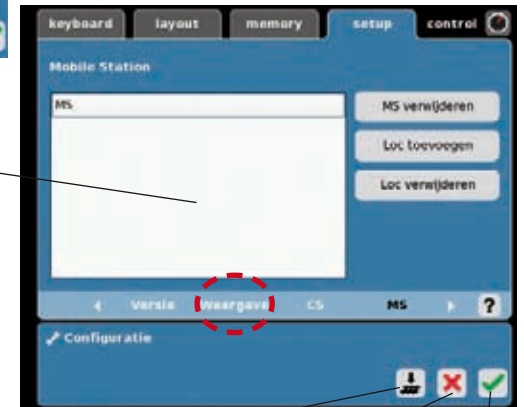 keyboard layout memory setup control
Mobile Station
MS
MS verwijderen
Loc toevoegen
Loc verwijderen
Versie Weergave CS MS ?
Configuratie